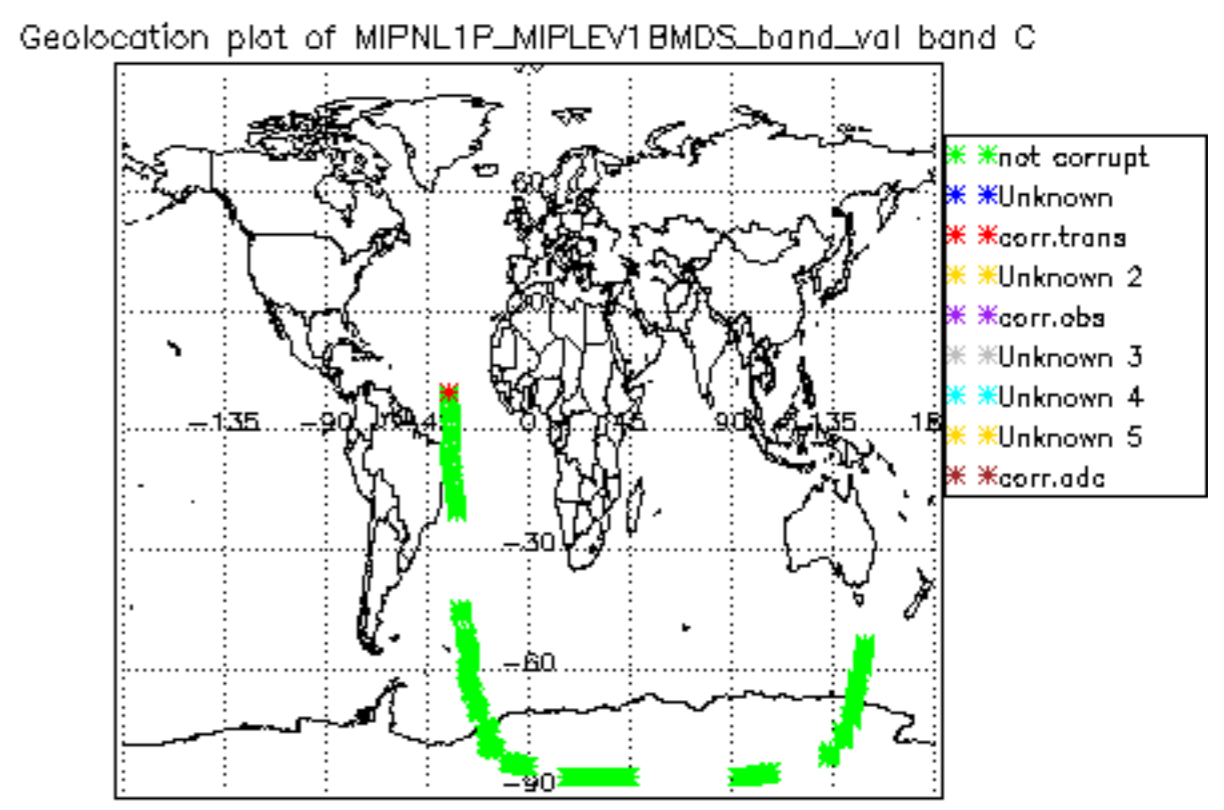 Geolocation plot of MIPNL1P_MIPLEV1BMDS_band_val band C
not corrupt
Unknown
corr.trans
Unknown 2
corr.obs
Unknown 3
Unknown 4
Unknown 5
corr.adc
60
-135 -90 0 45 90 135
-30
-60
-90